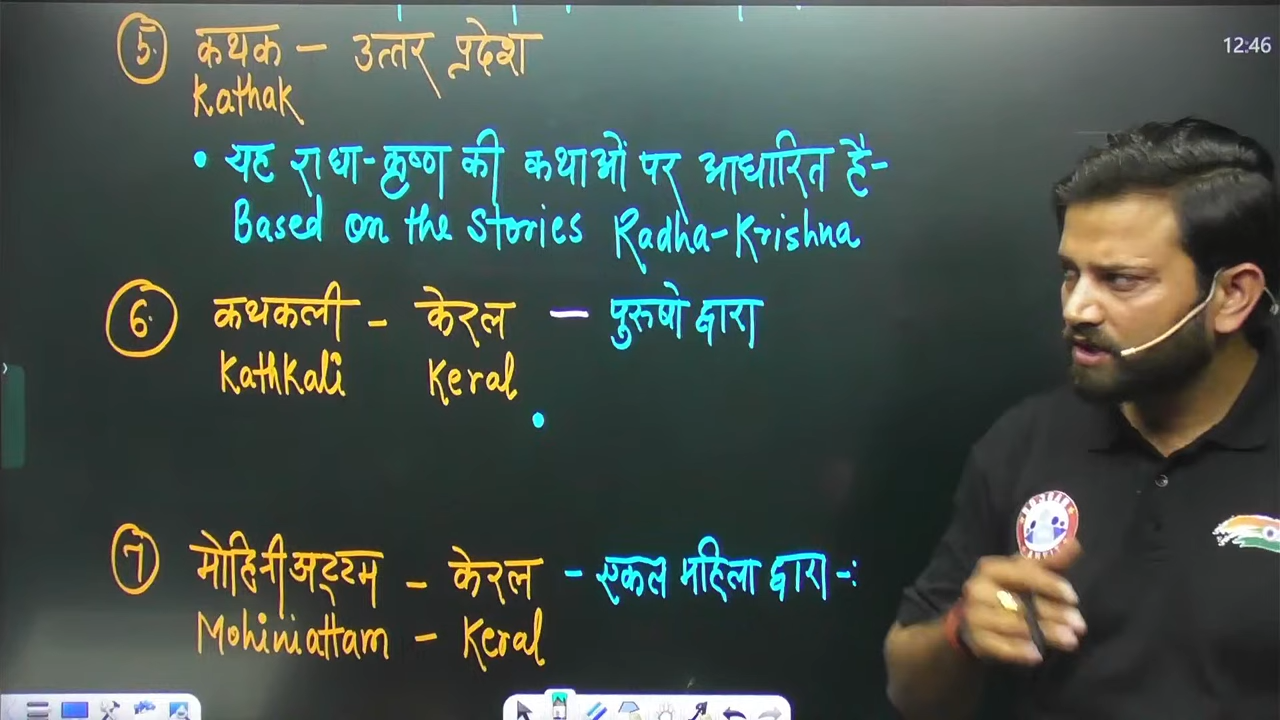 12:46
5. कथक – उत्तर प्रदेश
Kathak
• यह राधा-कृष्ण की कथाओं पर आधारित है-
Based on the Stories Radha-Krishna
6. कथकली - केरल — पुरूषो द्वारा
Kathkali Keral
7. मोहिनीअट्टम - केरल - एकल महिला द्वारा -:
Mohiniattam - Keral